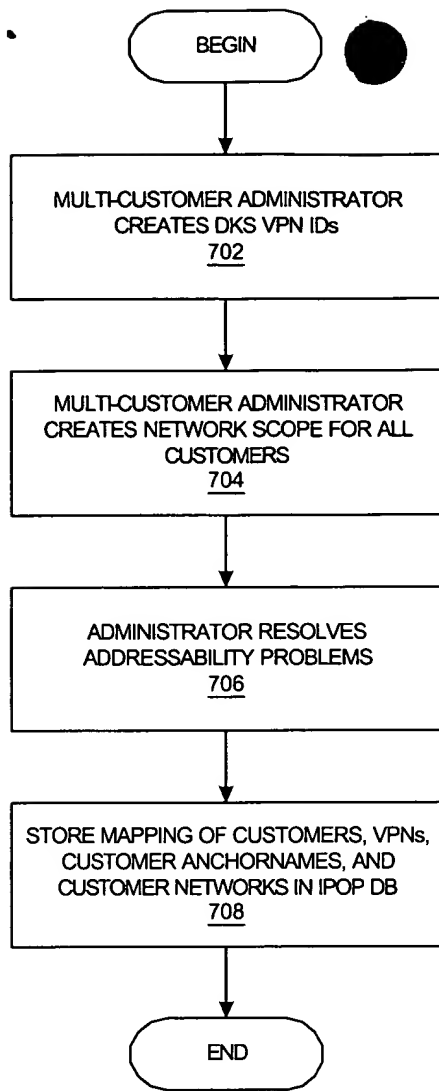 BEGIN
MULTI-CUSTOMER ADMINISTRATOR
CREATES DKS VPN IDs
702
MULTI-CUSTOMER ADMINISTRATOR
CREATES NETWORK SCOPE FOR ALL
CUSTOMERS
704
ADMINISTRATOR RESOLVES
ADDRESSABILITY PROBLEMS
706
STORE MAPPING OF CUSTOMERS, VPNs,
CUSTOMER ANCHORNAMES, AND
CUSTOMER NETWORKS IN IPOP DB
708
END